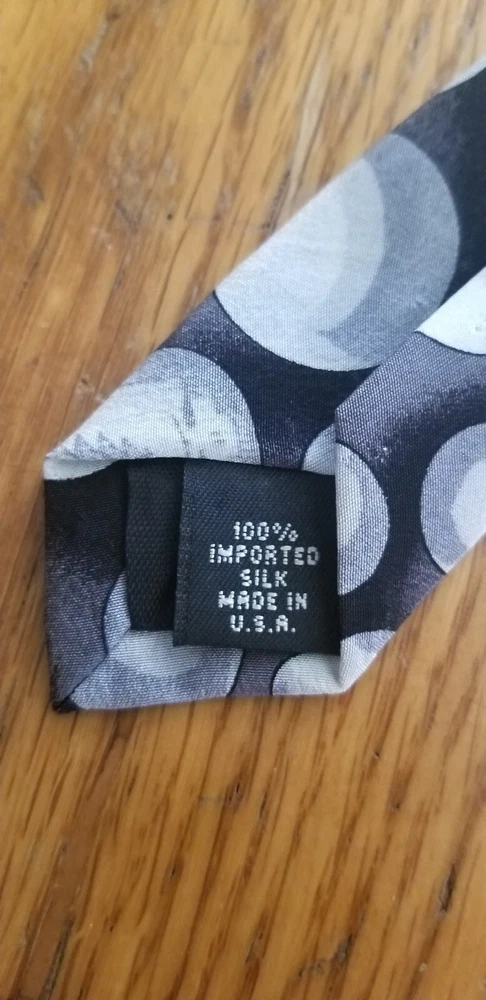 100%
IMPORTED
SILK
MADE IN
U.S.A.